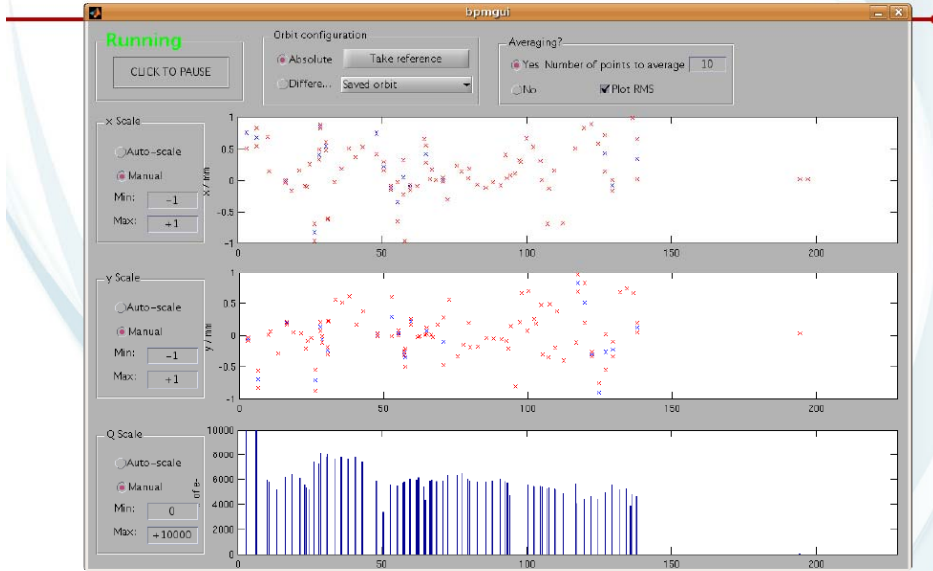 bpmgui
Running
CLICK TO PAUSE
Orbit configuration
Absolute
Take reference
Differe...
Saved orbit
Averaging?
Yes Number of points to average 10
No
Plot RMS
x Scale
Auto-scale
Manual
Min: -1
Max: +1
x / mm
1
0.5
0
-0.5
-1
0 50 100 150 200
y Scale
Auto-scale
Manual
Min: -1
Max: +1
y / mm
1
0.5
0
-0.5
-1
0 50 100 150 200
Q Scale
Auto-scale
Manual
Min: 0
Max: +10000
of e-
10000
8000
6000
4000
2000
0
0 50 100 150 200